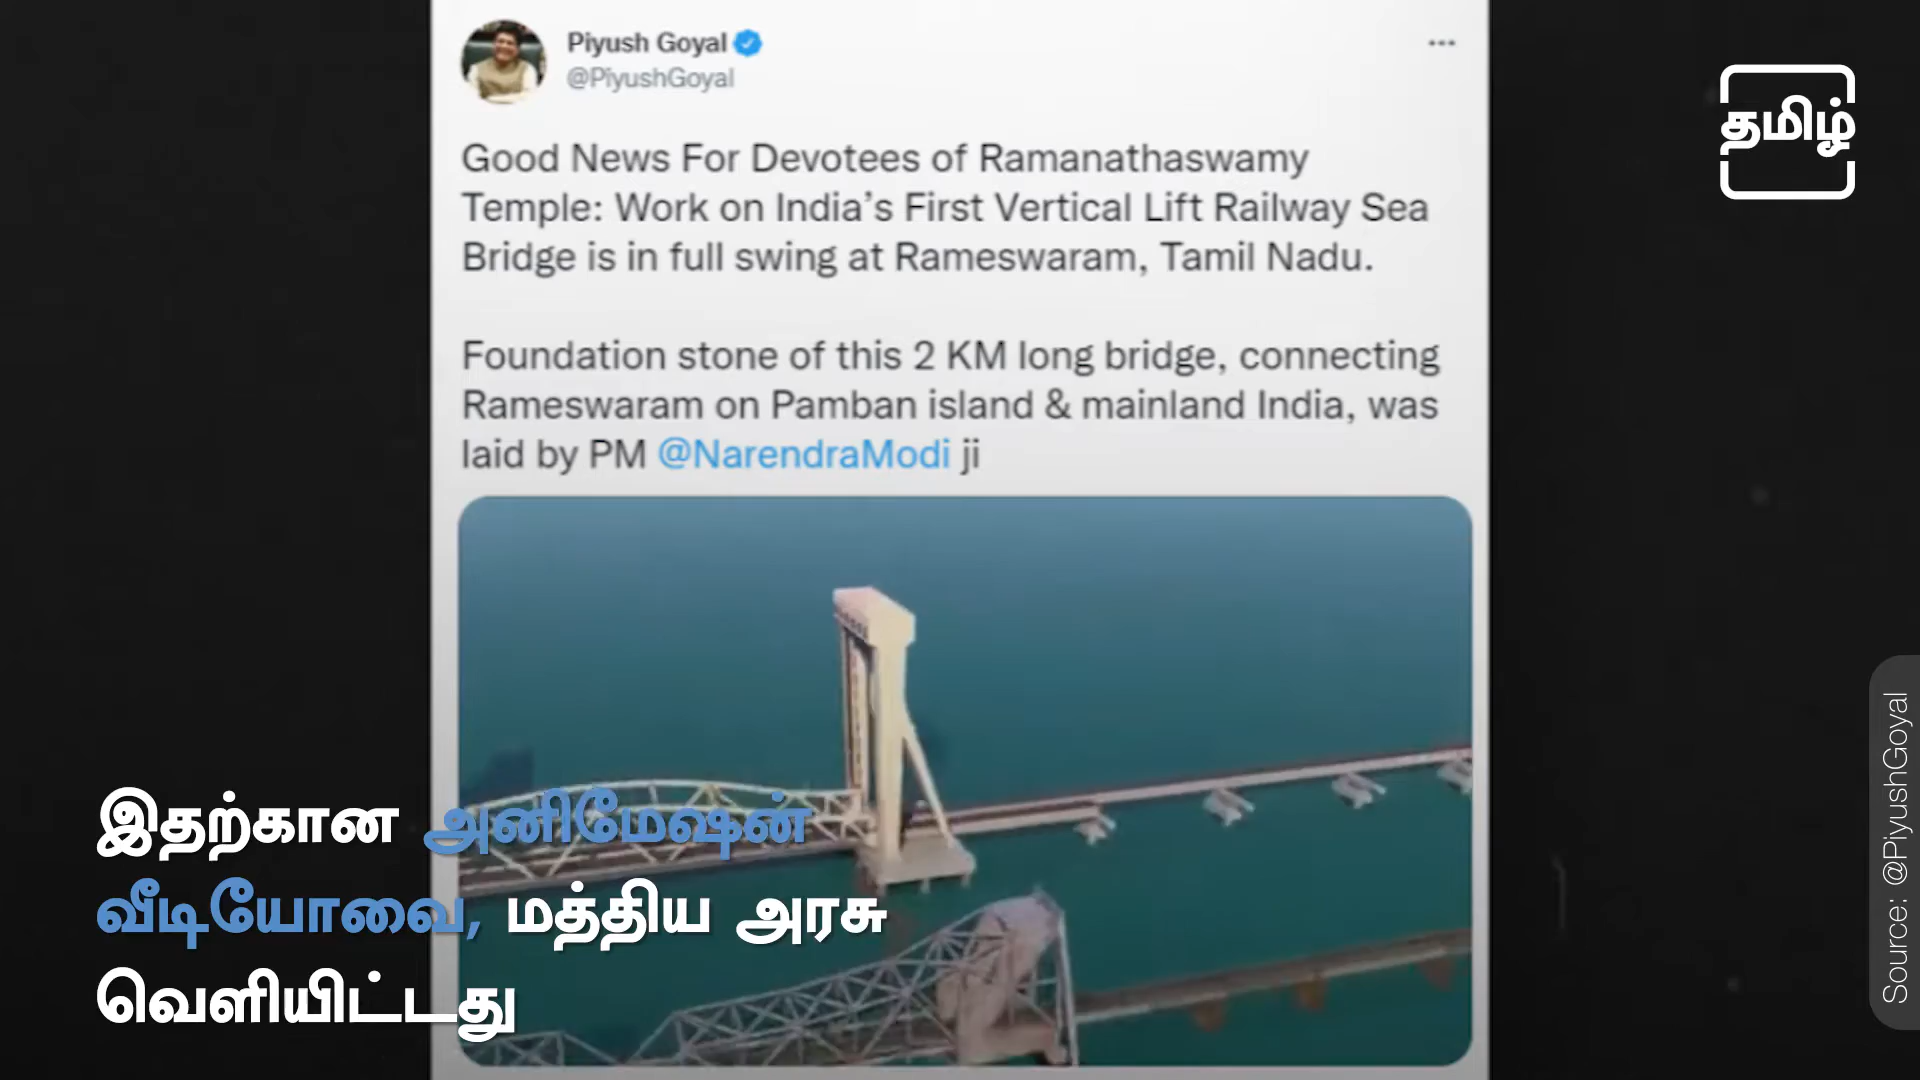 Piyush Goyal
@PiyushGoyal
தமிழ்
Good News For Devotees of Ramanathaswamy
Temple: Work on India’s First Vertical Lift Railway Sea
Bridge is in full swing at Rameswaram, Tamil Nadu.
Foundation stone of this 2 KM long bridge, connecting
Rameswaram on Pamban island & mainland India, was
laid by PM @NarendraModi ji
இதற்கான அனிமேஷன்
வீடியோவை, மத்திய அரசு
வெளியிட்டது
Source: @PiyushGoyal